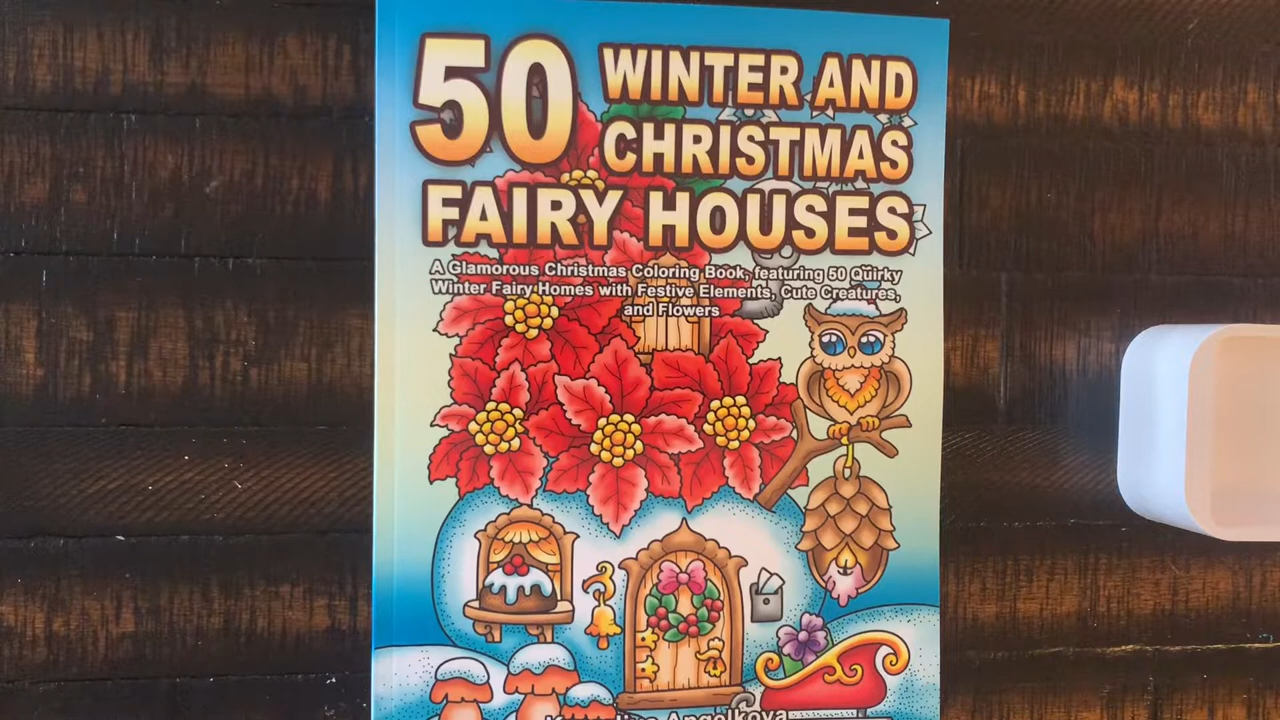 50 WINTER AND
CHRISTMAS
FAIRY HOUSES
A Glamorous Christmas Coloring Book, featuring 50 Quirky
Winter Fairy Homes with Festive Elements, Cute Creatures,
and Flowers
Angelkova